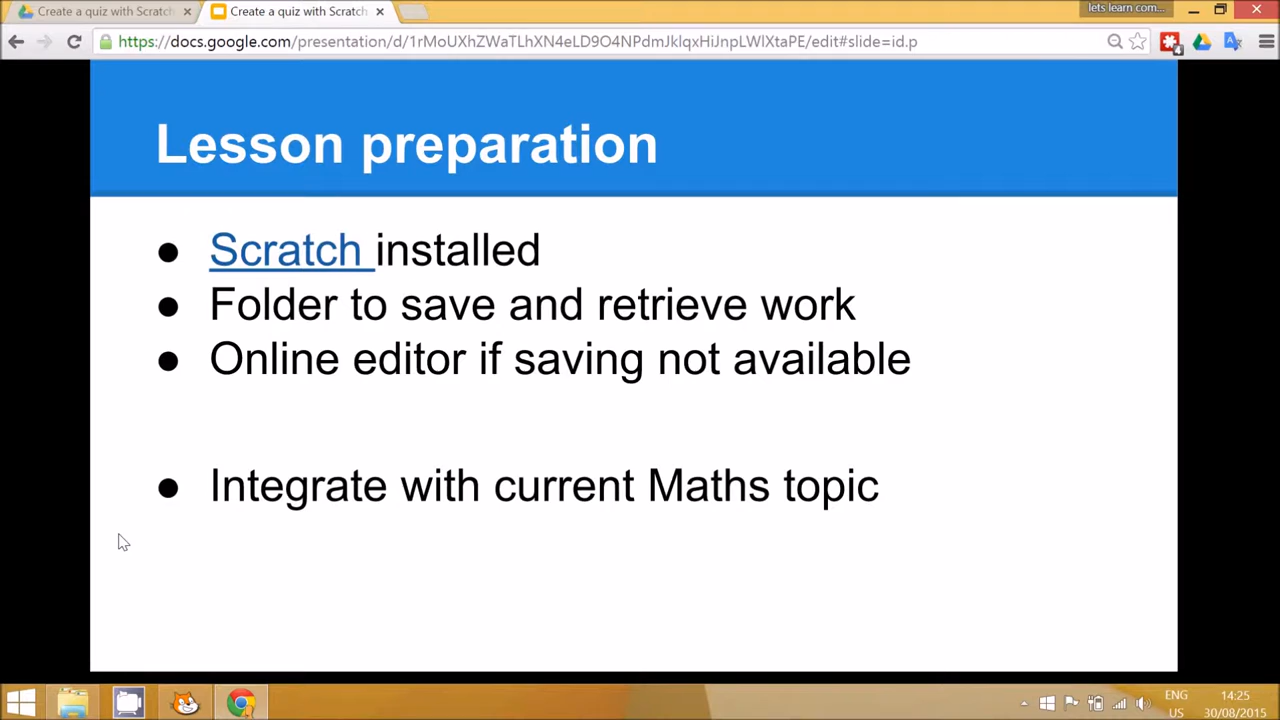 Create a quiz with Scratch
Create a quiz with Scratch
lets learn com...
https://docs.google.com/presentation/d/1rMoUXhZWaTLhXN4eLD9O4NPdmJklqxHiJnpLWlXtaPE/edit#slide=id.p
4
Lesson preparation
● Scratch installed
● Folder to save and retrieve work
● Online editor if saving not available
● Integrate with current Maths topic
ENG
US
14:25
30/08/2015